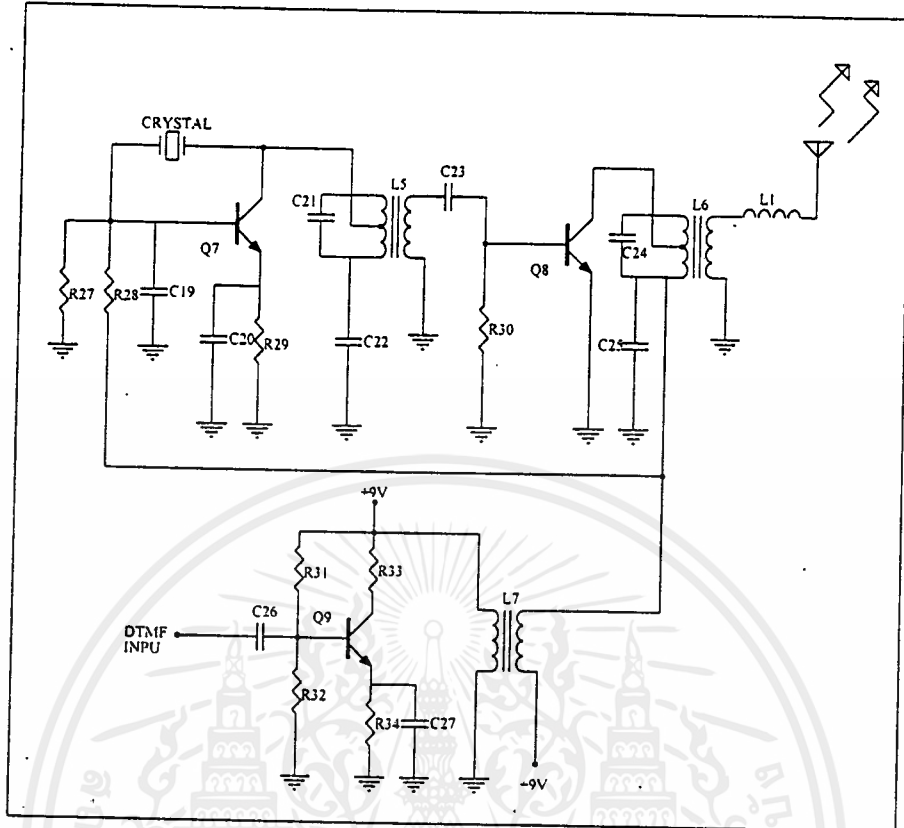 CRYSTAL
C23
L5
C21
L6
L1
Q7
Q8
C24
R27
R28
C19
C20
R29
C22
R30
C25
+9V
R31
R33
L7
C26
Q9
DTMF
INPU
R32
R34
C27
+9V